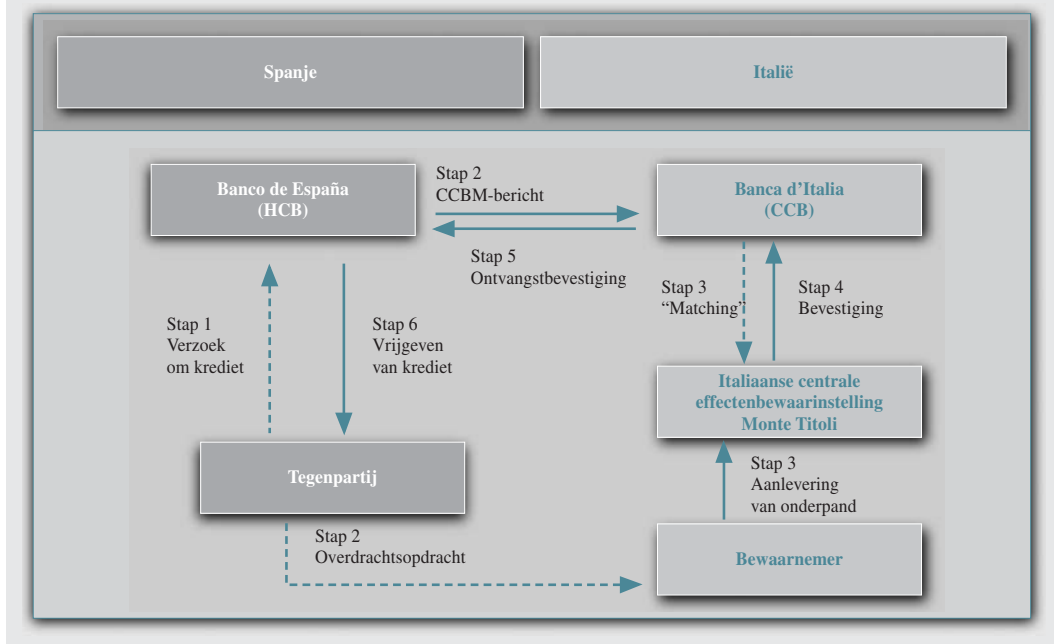 Spanje
Italië
Banco de España
(HCB)
Stap 2
CCBM-bericht
Banca d’Italia
(CCB)
Stap 5
Ontvangstbevestiging
Stap 1
Verzoek
om krediet
Stap 6
Vrijgeven
van krediet
Stap 3
“Matching”
Stap 4
Bevestiging
Italiaanse centrale
effectenbewaarinstelling
Monte Titoli
Tegenpartij
Stap 3
Aanlevering
van onderpand
Stap 2
Overdrachtsopdracht
Bewaarnemer